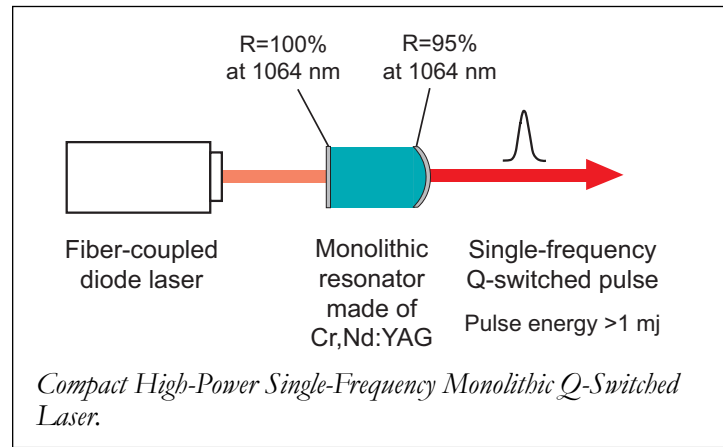 R=100%
at 1064 nm
R=95%
at 1064 nm
Fiber-coupled
diode laser
Monolithic
resonator
made of
Cr,Nd:YAG
Single-frequency
Q-switched pulse
Pulse energy >1 mj
Compact High-Power Single-Frequency Monolithic Q-Switched
Laser.